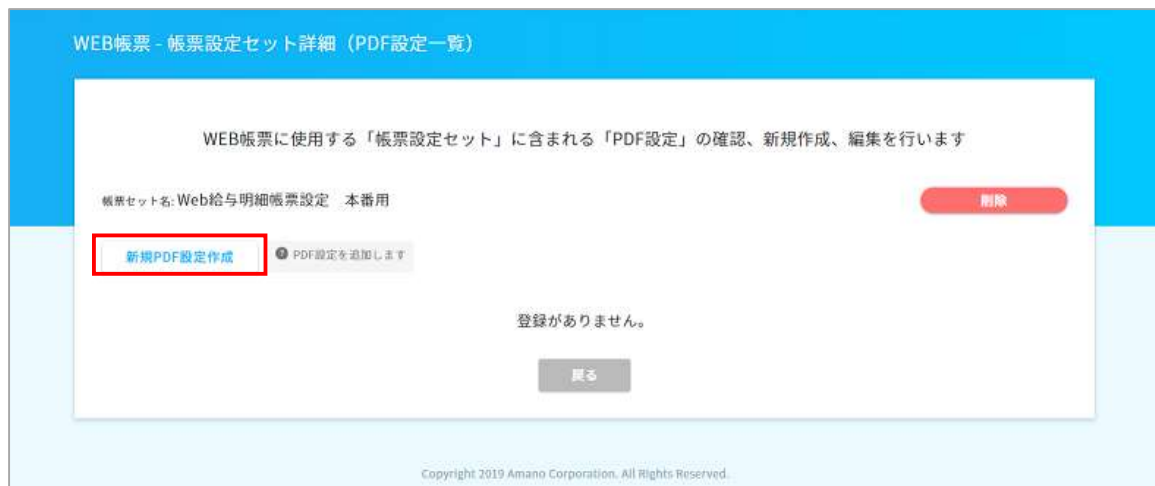 WEB帳票 - 帳票設定セット詳細（PDF設定一覧）
WEB帳票に使用する「帳票設定セット」に含まれる「PDF設定」の確認、新規作成、編集を行います
帳票セット名: Web給与明細帳票設定　本番用
削除
新規PDF設定作成
? PDF設定を追加します
登録がありません。
戻る
Copyright 2019 Amano Corporation. All Rights Reserved.